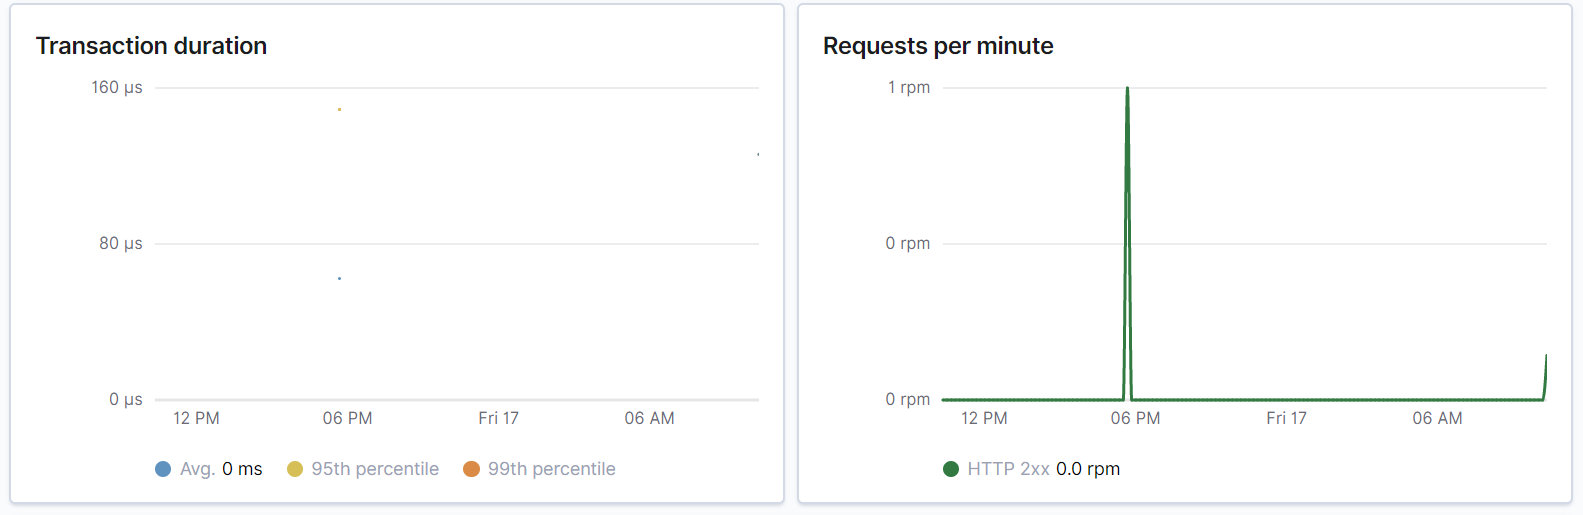 Transaction duration
160 μs
80 μs
0 μs
12 PM 06 PM Fri 17 06 AM
Avg. 0 ms 95th percentile 99th percentile
Requests per minute
1 rpm
0 rpm
0 rpm
12 PM 06 PM Fri 17 06 AM
HTTP 2xx 0.0 rpm